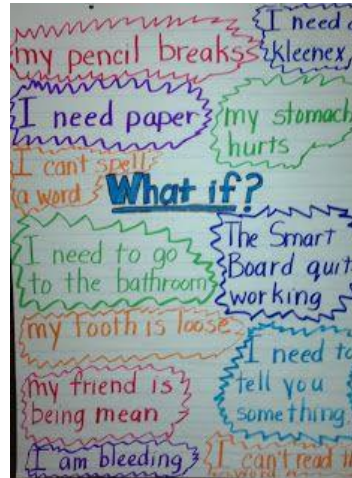 I need a
kleenex
my pencil breaks
I need paper
my stomach
hurts
I can't spell
a word
What if?
I need to go
to the bathroom
The Smart
Board quit
working
my tooth is loose
I need to
tell you
something
my friend is
being mean
I am bleeding
I can't read